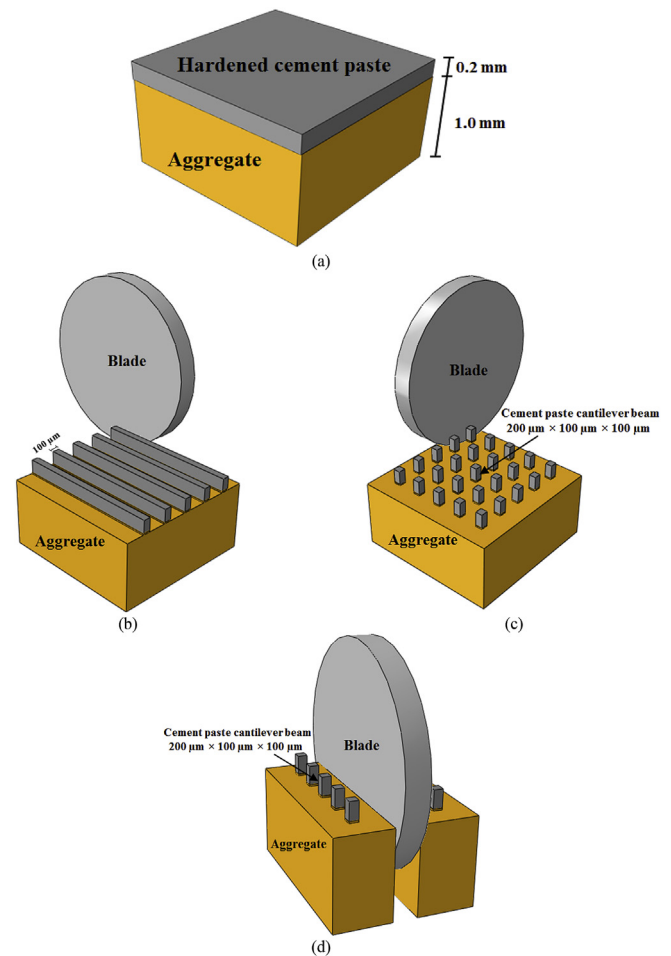 Hardened cement paste
0.2 mm
1.0 mm
Aggregate
(a)
Blade
100 μm
Aggregate
(b)
Blade
Cement paste cantilever beam
200 μm × 100 μm × 100 μm
Aggregate
(c)
Cement paste cantilever beam
200 μm × 100 μm × 100 μm
Blade
Aggregate
(d)